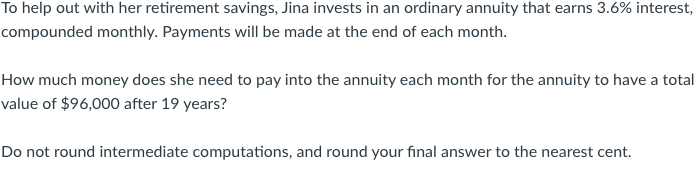 To help out with her retirement savings, Jina invests in an ordinary annuity that earns 3.6% interest,
compounded monthly. Payments will be made at the end of each month.
How much money does she need to pay into the annuity each month for the annuity to have a total
value of $96,000 after 19 years?
Do not round intermediate computations, and round your final answer to the nearest cent.